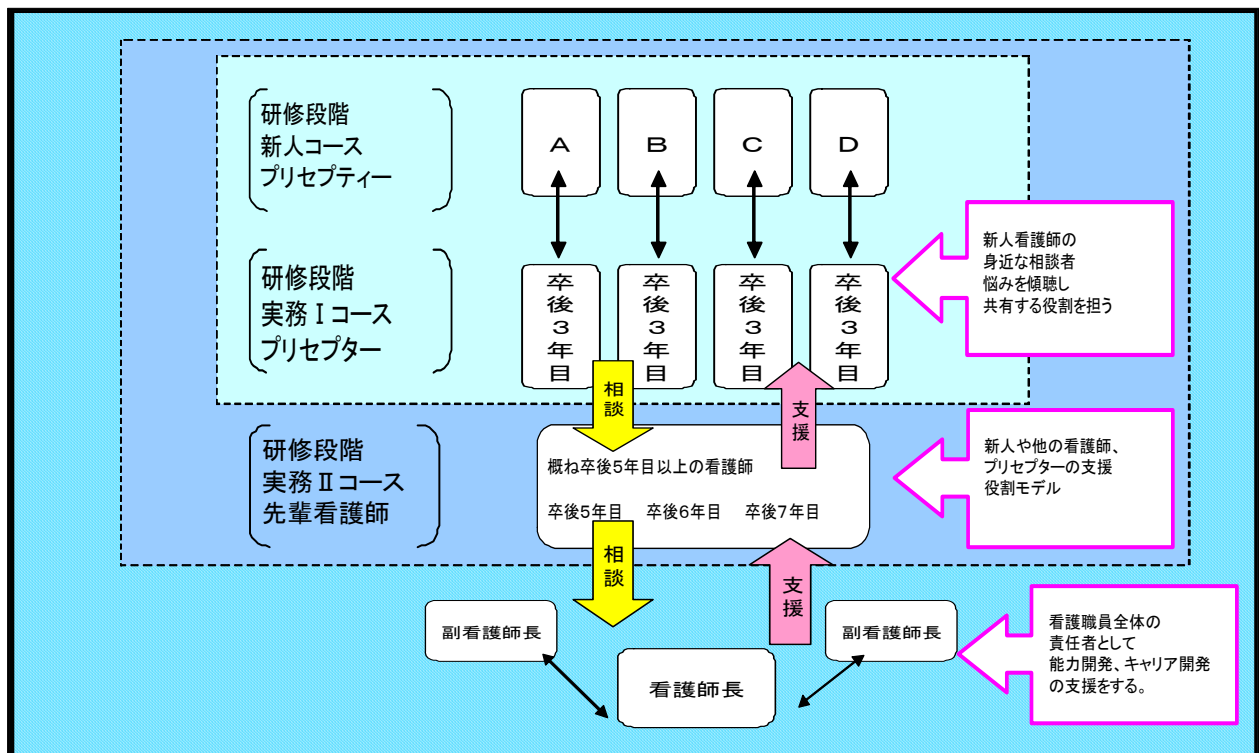 研修段階
新人コース
プリセプティー
A
B
C
D
研修段階
実務Ⅰコース
プリセプター
卒後3年目
卒後3年目
卒後3年目
卒後3年目
新人看護師の
身近な相談者
悩みを傾聴し
共有する役割を担う
相談
支援
研修段階
実務Ⅱコース
先輩看護師
概ね卒後5年目以上の看護師
卒後5年目 卒後6年目 卒後7年目
新人や他の看護師、
プリセプターの支援
役割モデル
相談
支援
副看護師長
看護師長
副看護師長
看護職員全体の
責任者として
能力開発、キャリア開発
の支援をする。